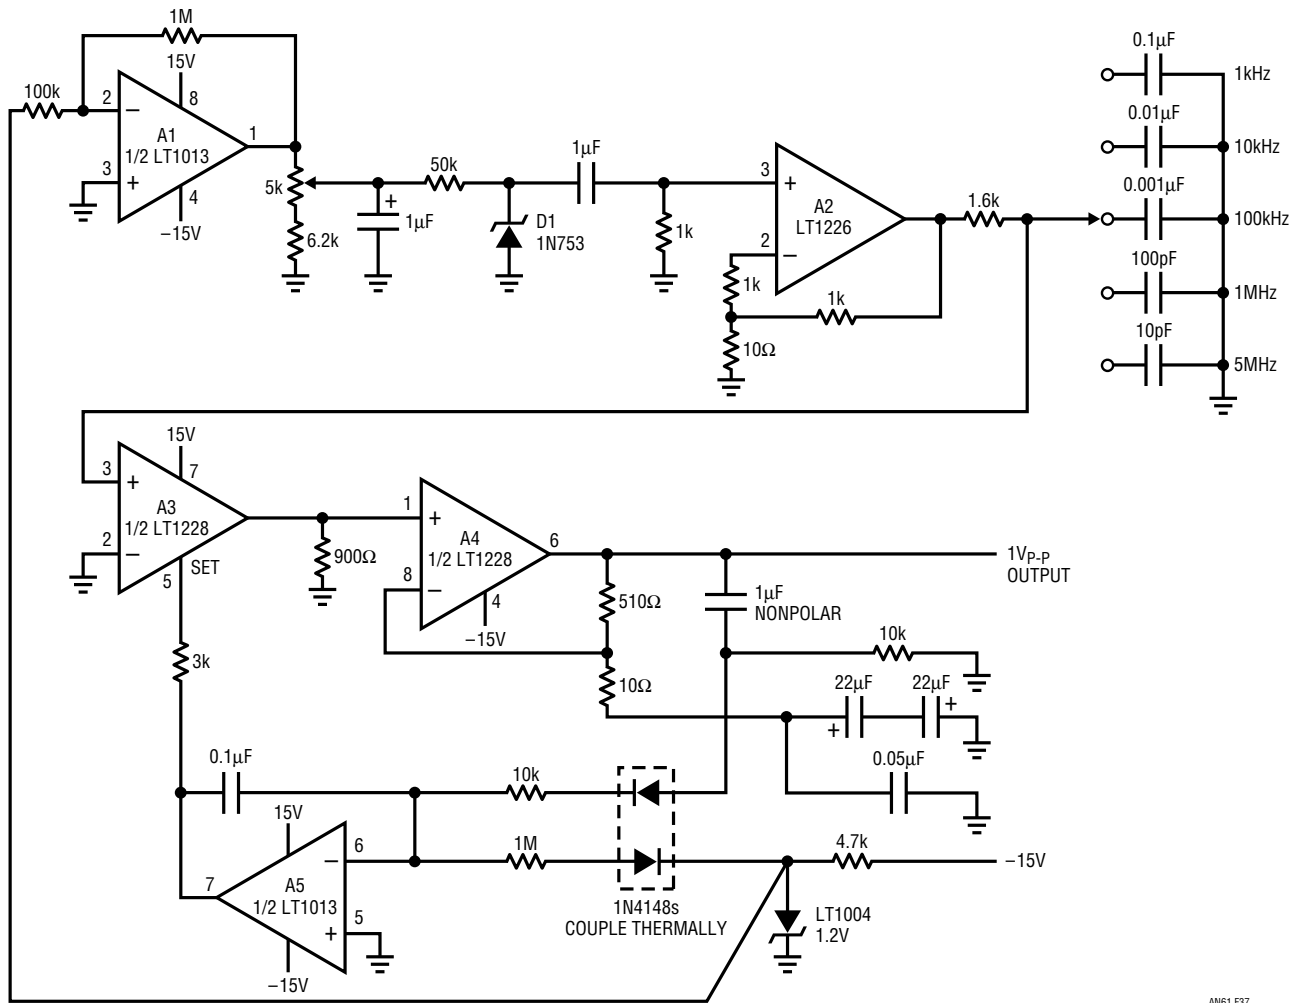 1M
15V
100k
2
8
−
A1
1/2 LT1013
1
3
+
4
−15V
5k
6.2k
+
1µF
50k
D1
1N753
1µF
1k
3
+
A2
LT1226
2
−
1k
1k
10Ω
1.6k
0.1µF
1kHz
0.01µF
10kHz
0.001µF
100kHz
100pF
1MHz
10pF
5MHz
15V
3
7
+
A3
1/2 LT1228
2
−
SET
5
900Ω
1
+
A4
1/2 LT1228
8
−
4
−15V
6
1VP-P
OUTPUT
510Ω
1µF
NONPOLAR
10k
10Ω
22µF
22µF
+
+
0.05µF
3k
0.1µF
10k
15V
6
−
1M
7
A5
1/2 LT1013
5
+
−15V
1N4148s
COUPLE THERMALLY
4.7k
−15V
LT1004
1.2V
AN61 F37